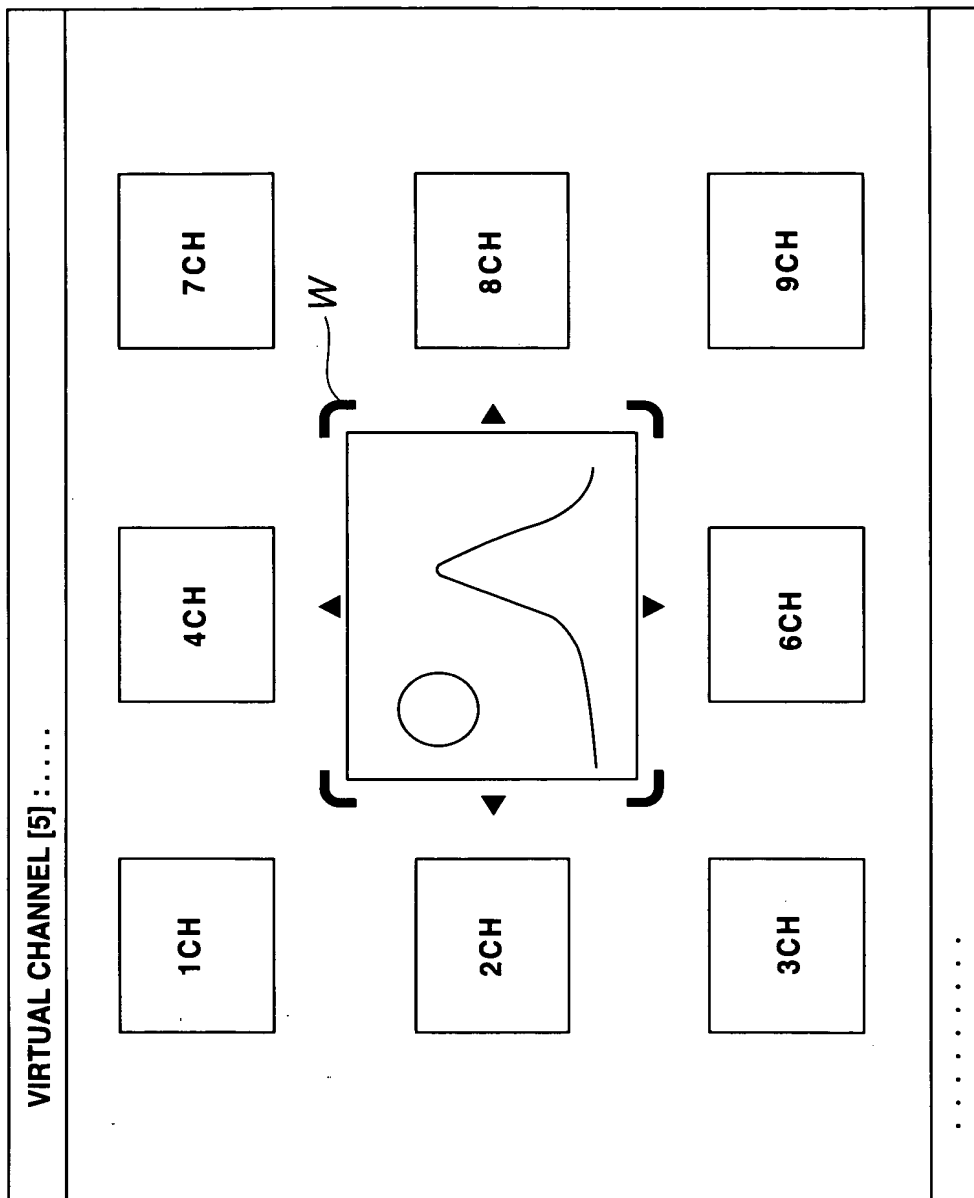 VIRTUAL CHANNEL [5] :....
1CH 4CH 7CH
W
2CH 8CH
3CH 6CH 9CH
.........